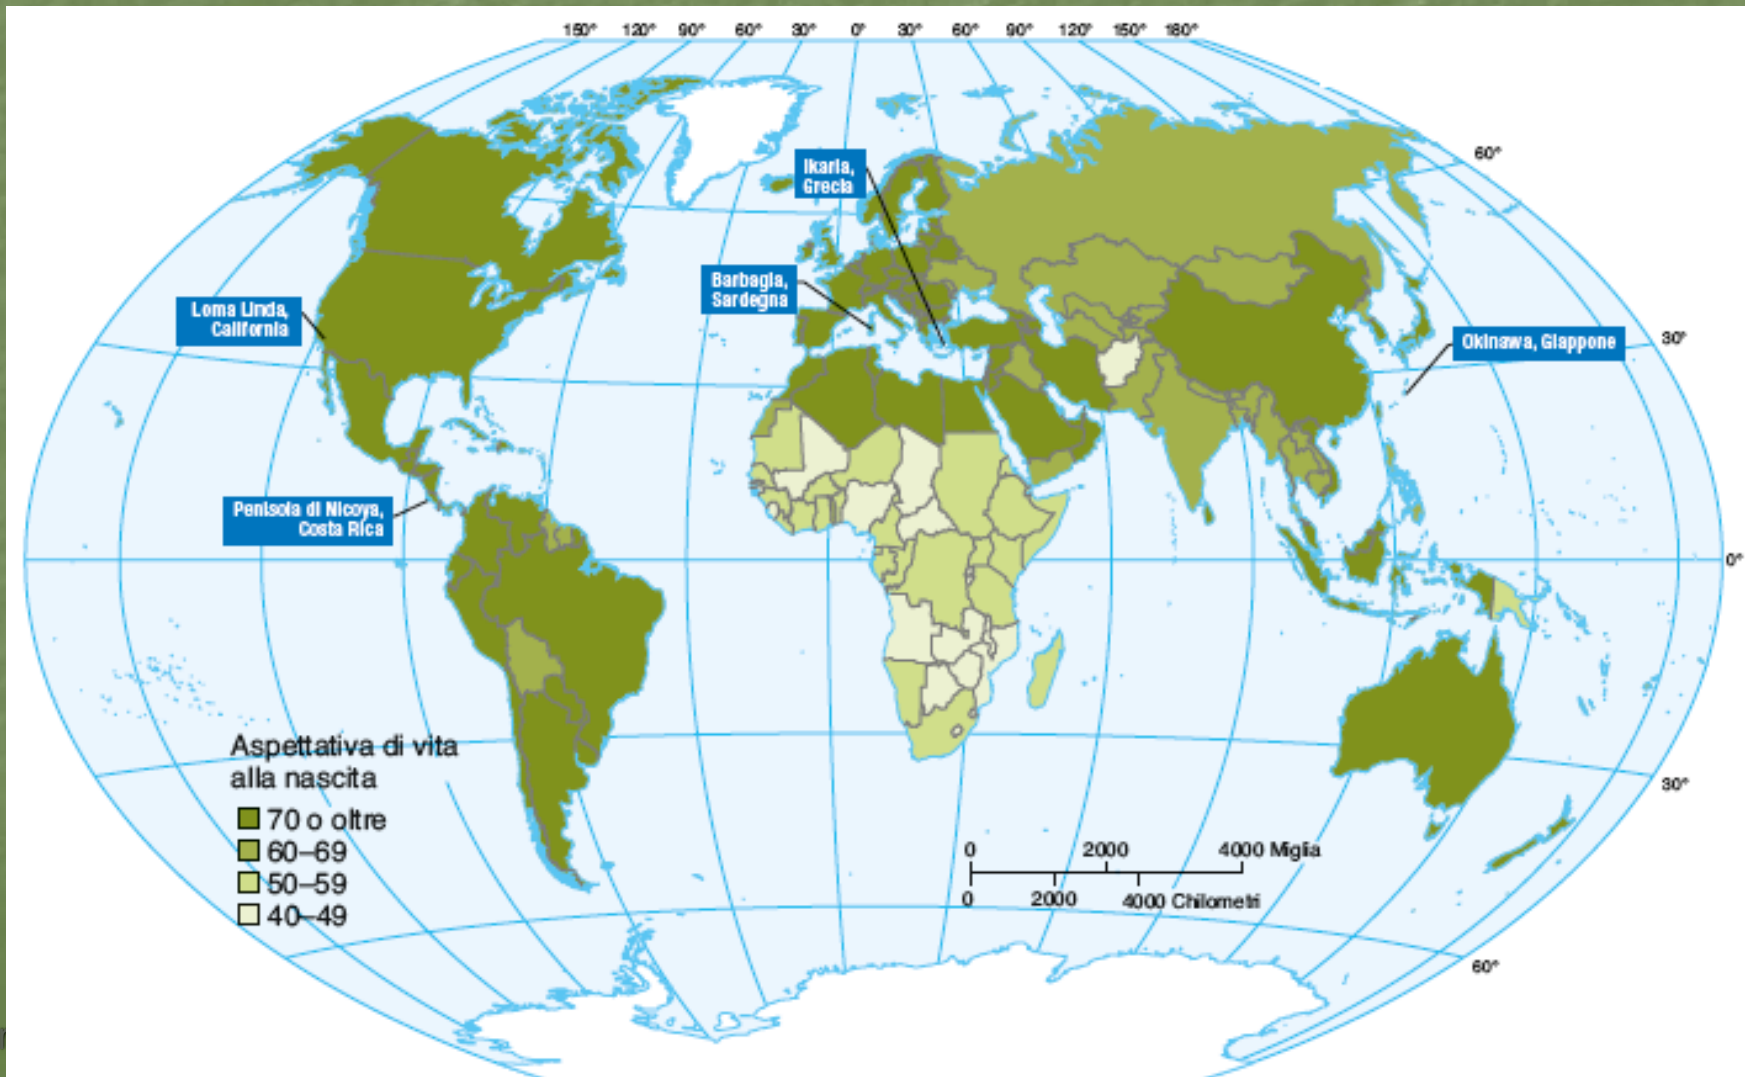 150° 120° 90° 60° 30° 0° 30° 60° 90° 120° 150° 180°
60°
Ikaria,
Grecia
Barbagia,
Sardegna
Loma Linda,
California
30°
Okinawa, Giappone
Penisola di Nicoya,
Costa Rica
0°
Aspettativa di vita
alla nascita
70 o oltre
60–69
50–59
40–49
30°
0 2000 4000 Miglia
0 2000 4000 Chilometri
60°